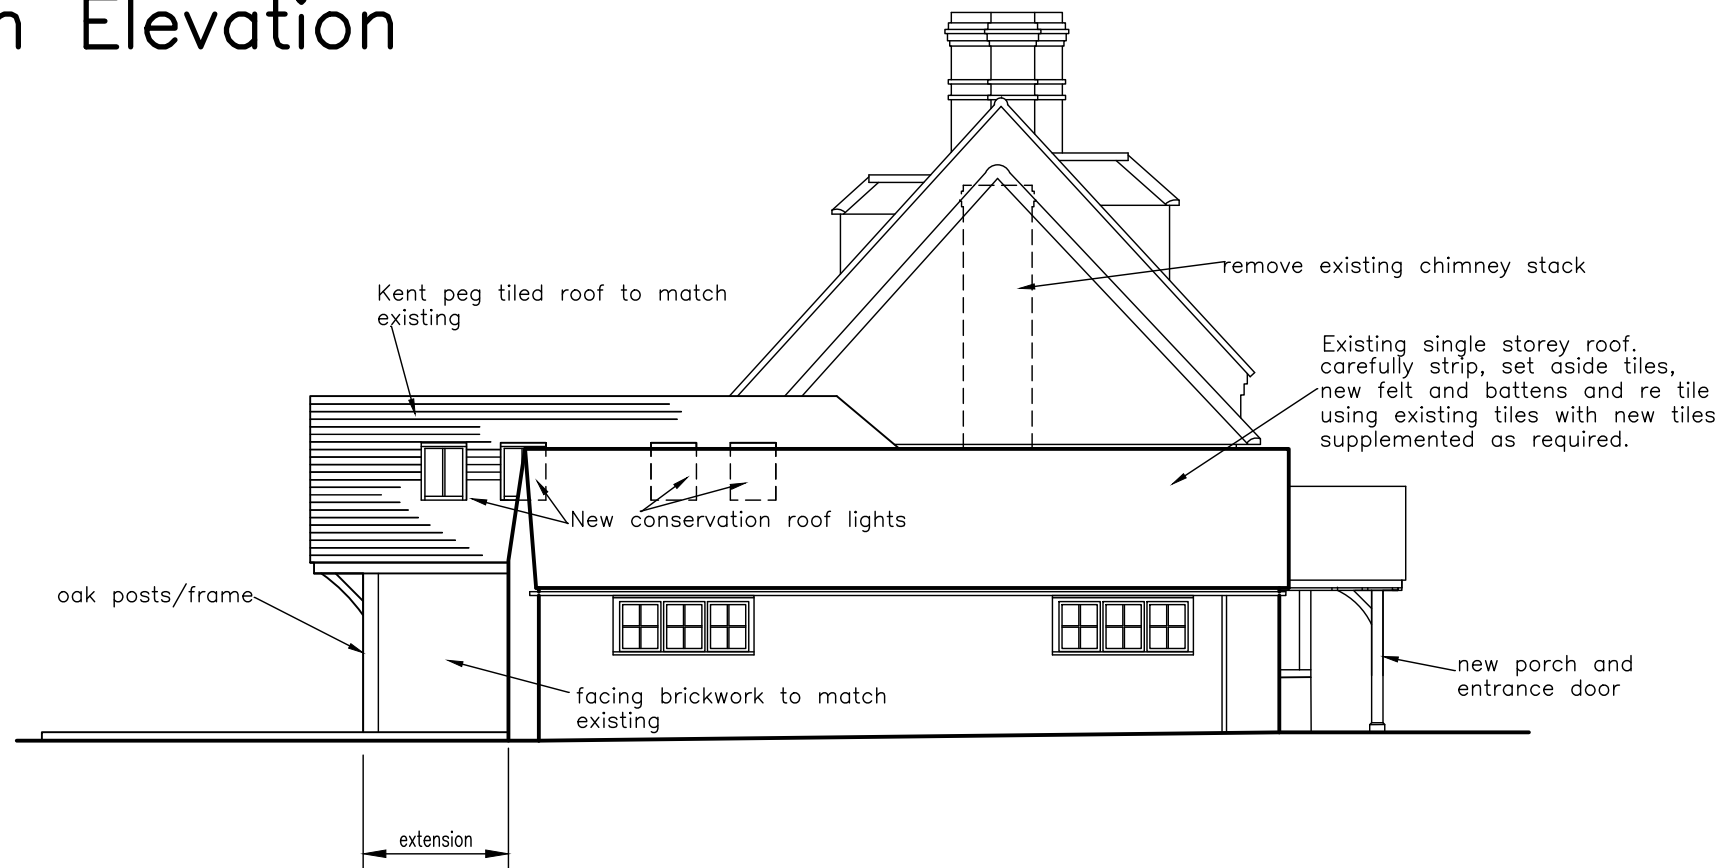 n Elevation
remove existing chimney stack
Kent peg tiled roof to match
existing
Existing single storey roof.
carefully strip, set aside tiles,
new felt and battens and re tile
using existing tiles with new tiles
supplemented as required.
New conservation roof lights
oak posts/frame
new porch and
entrance door
facing brickwork to match
existing
extension